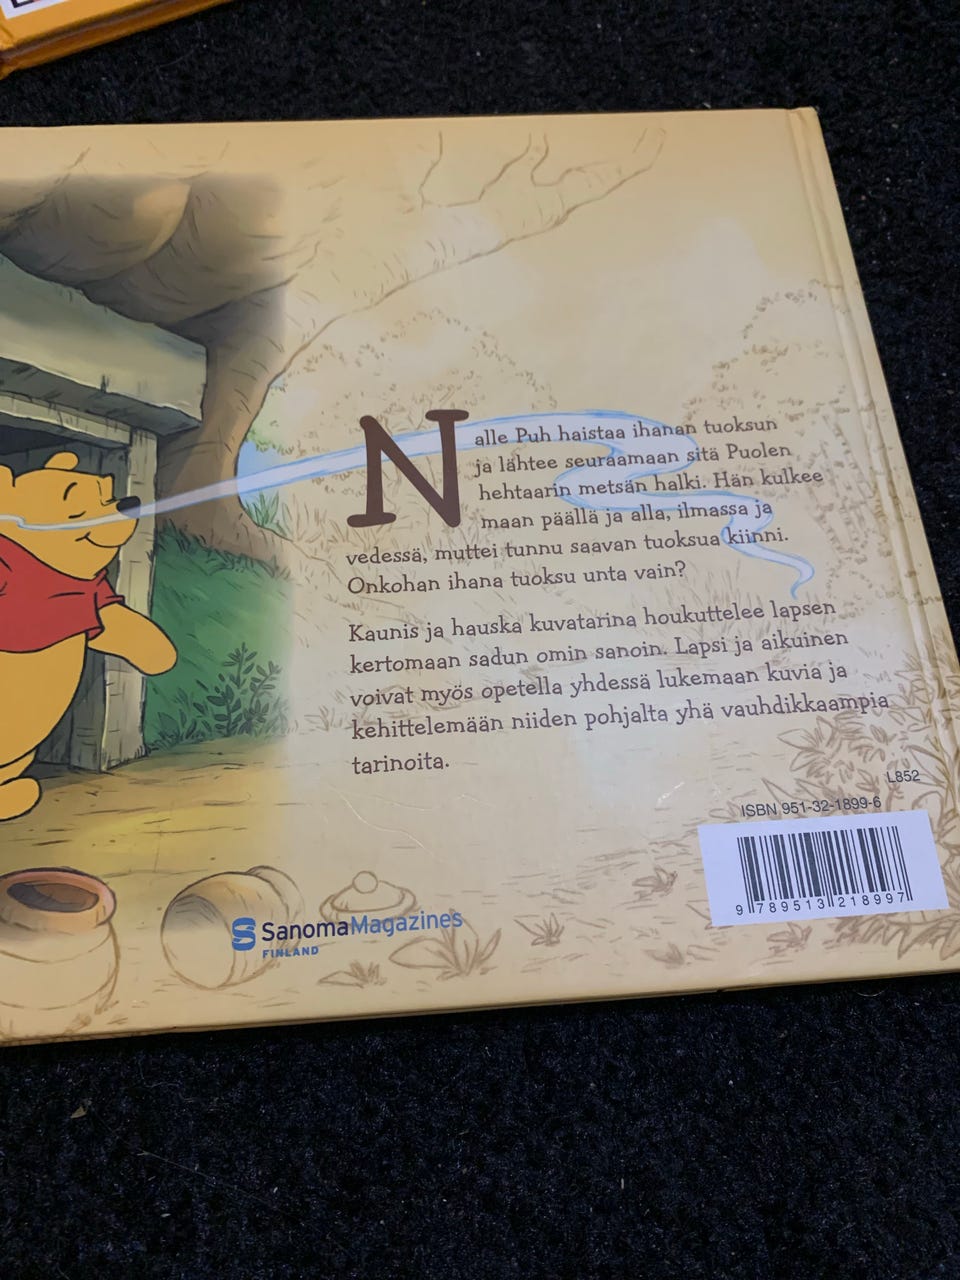 Nalle Puh haistaa ihanan tuoksun
ja lähtee seuraamaan sitä Puolen
hehtaarin metsän halki. Hän kulkee
maan päällä ja alla, ilmassa ja
vedessä, muttei tunnu saavan tuoksua kiinni.
Onkohan ihana tuoksu unta vain?
Kaunis ja hauska kuvatarina houkuttelee lapsen
kertomaan sadun omin sanoin. Lapsi ja aikuinen
voivat myös opetella yhdessä lukemaan kuvia ja
kehittelemään niiden pohjalta yhä vauhdikkaampia
tarinoita.
L852
ISBN 951-32-1899-6
9 789513 218997
SanomaMagazines
FINLAND